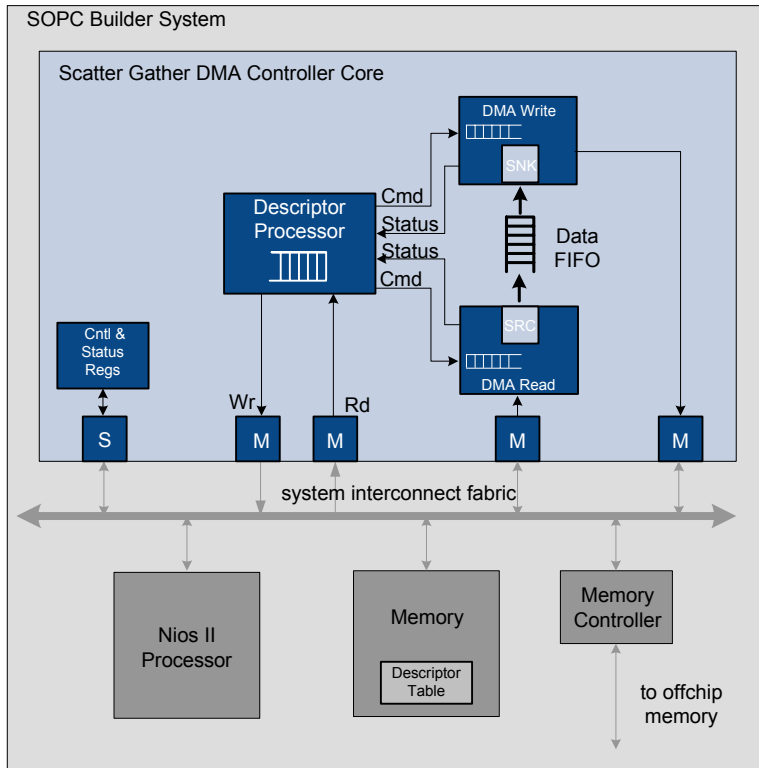 SOPC Builder System
Scatter Gather DMA Controller Core
DMA Write
SNK
Cmd
Descriptor
Processor
Status
Status
Cmd
Data
FIFO
SRC
DMA Read
Cntl &
Status
Regs
Wr
Rd
S
M
M
M
M
system interconnect fabric
Nios II
Processor
Memory
Descriptor
Table
Memory
Controller
to offchip
memory